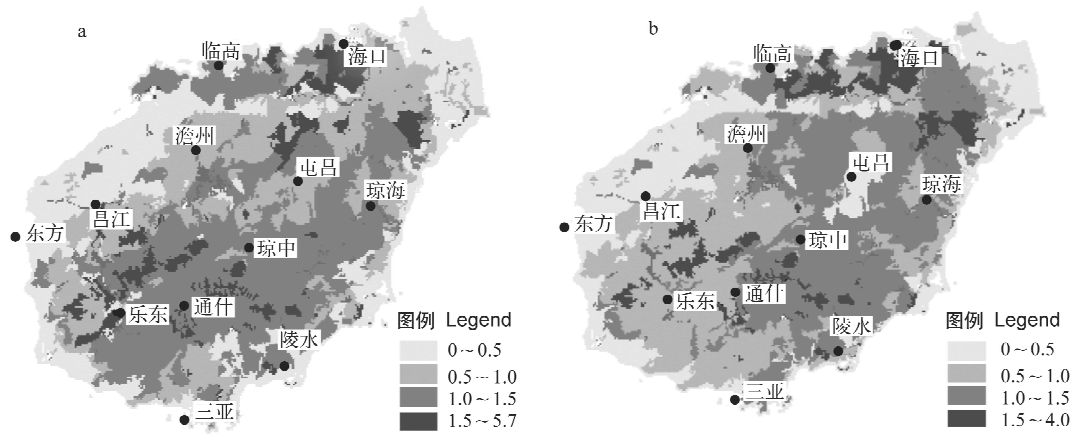 a
临高
海口
澹州
屯吕
琼海
昌江
东方
琼中
乐东
通什
陵水
三亚
图例 Legend
0～0.5
0.5～1.0
1.0～1.5
1.5～5.7
b
临高
海口
澹州
屯吕
琼海
昌江
东方
琼中
乐东
通什
陵水
三亚
图例 Legend
0～0.5
0.5～1.0
1.0～1.5
1.5～4.0